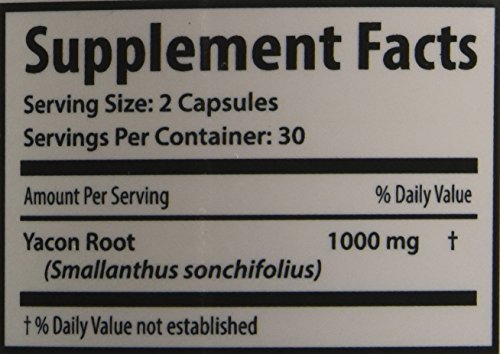 Supplement Facts
Serving Size: 2 Capsules
Servings Per Container: 30
Amount Per Serving % Daily Value
Yacon Root 1000 mg †
(Smallanthus sonchifolius)
† % Daily Value not established